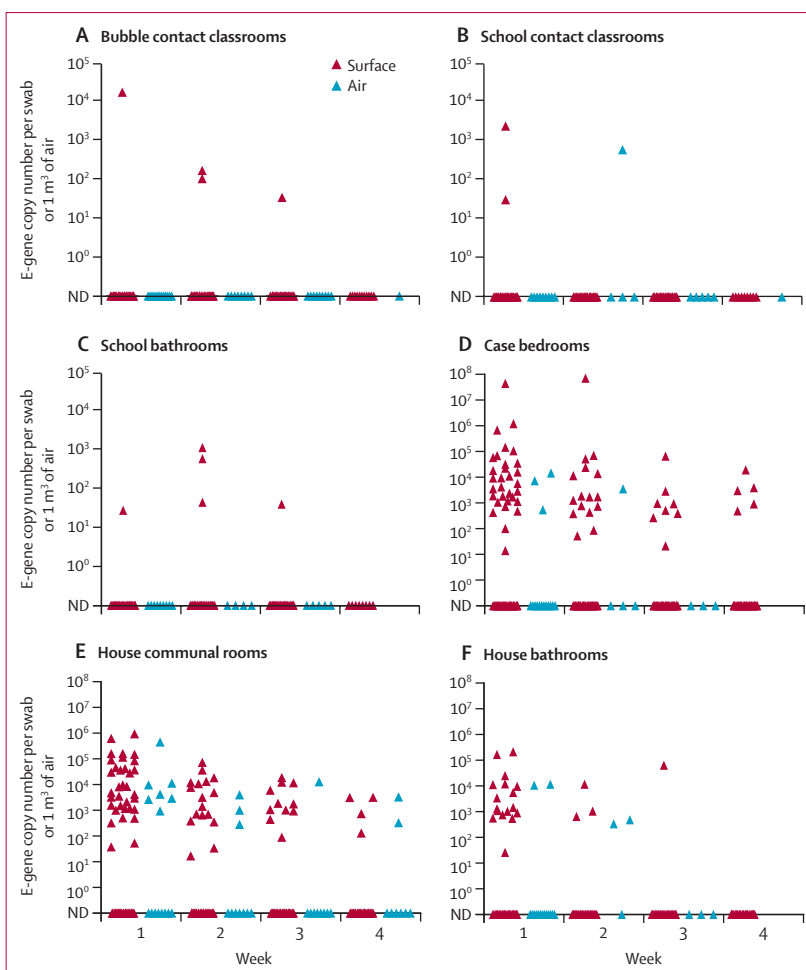 A Bubble contact classrooms
B School contact classrooms
Surface
Air
E-gene copy number per swab
or 1 m³ of air
10⁵
10⁴
10³
10²
10¹
10⁰
ND
10⁵
10⁴
10³
10²
10¹
10⁰
ND
C School bathrooms
D Case bedrooms
E-gene copy number per swab
or 1 m³ of air
10⁵
10⁴
10³
10²
10¹
10⁰
ND
10⁸
10⁷
10⁶
10⁵
10⁴
10³
10²
10¹
10⁰
ND
E House communal rooms
F House bathrooms
E-gene copy number per swab
or 1 m³ of air
10⁸
10⁷
10⁶
10⁵
10⁴
10³
10²
10¹
10⁰
ND
10⁸
10⁷
10⁶
10⁵
10⁴
10³
10²
10¹
10⁰
ND
1 2 3 4
Week
1 2 3 4
Week